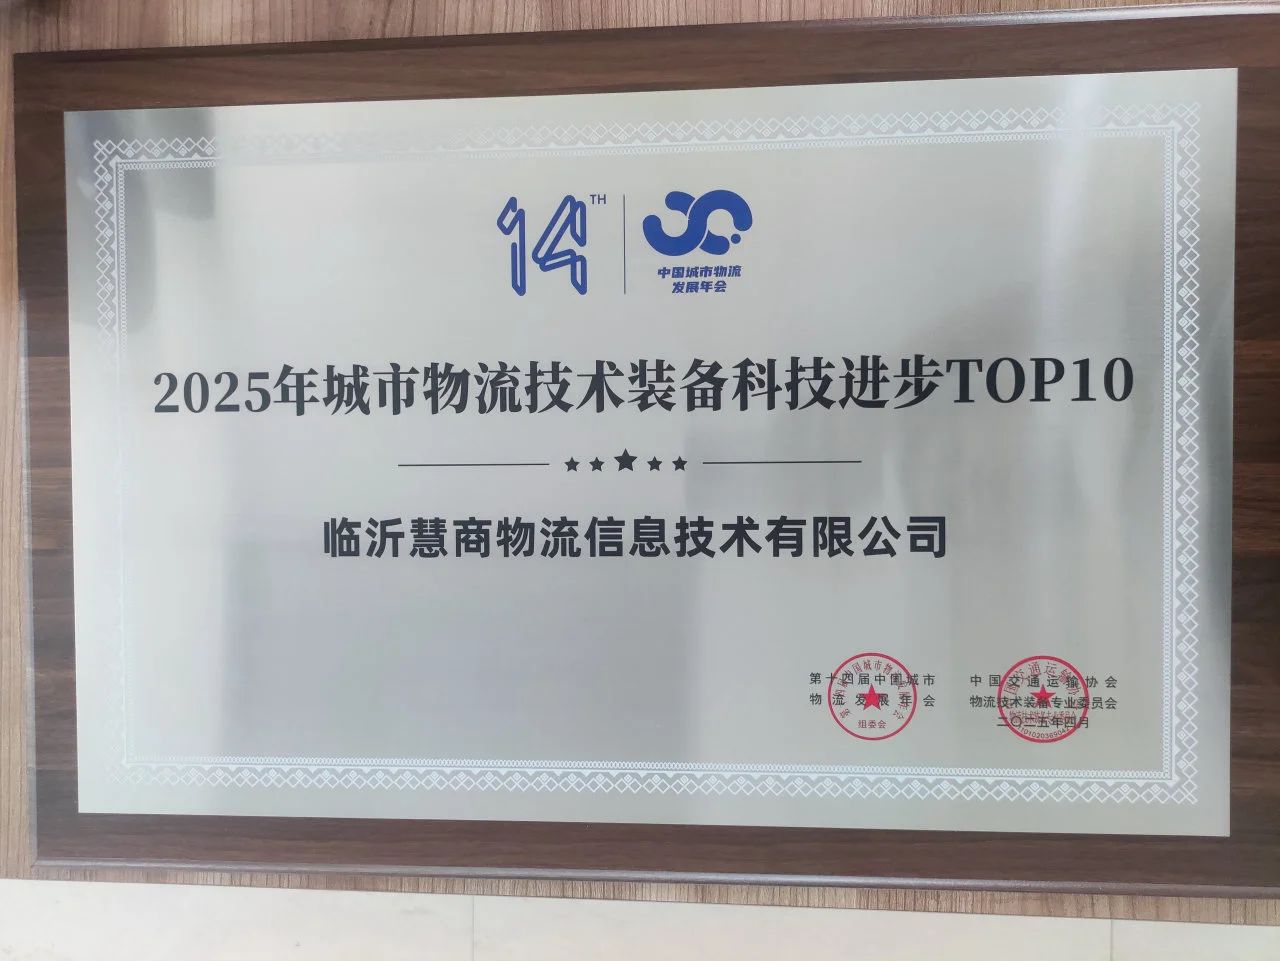 14TH
中国城市物流
发展年会
2025年城市物流技术装备科技进步TOP10
临沂慧商物流信息技术有限公司
第十四届中国城市
物流发展年会
组委会
中国交通运输协会
物流技术装备专业委员会
二〇二五年四月